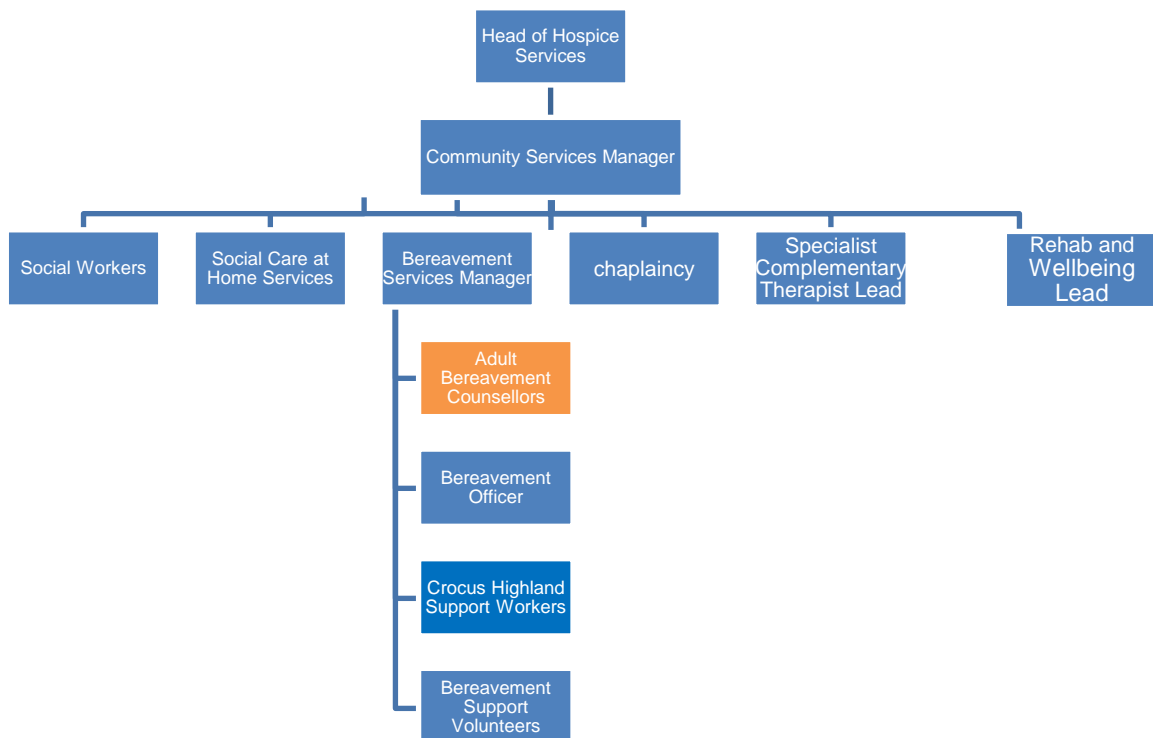 Head of Hospice
Services
Community Services Manager
Social Workers
Social Care at
Home Services
Bereavement
Services Manager
chaplaincy
Specialist
Complementary
Therapist Lead
Rehab and
Wellbeing
Lead
Adult
Bereavement
Counsellors
Bereavement
Officer
Crocus Highland
Support Workers
Bereavement
Support
Volunteers